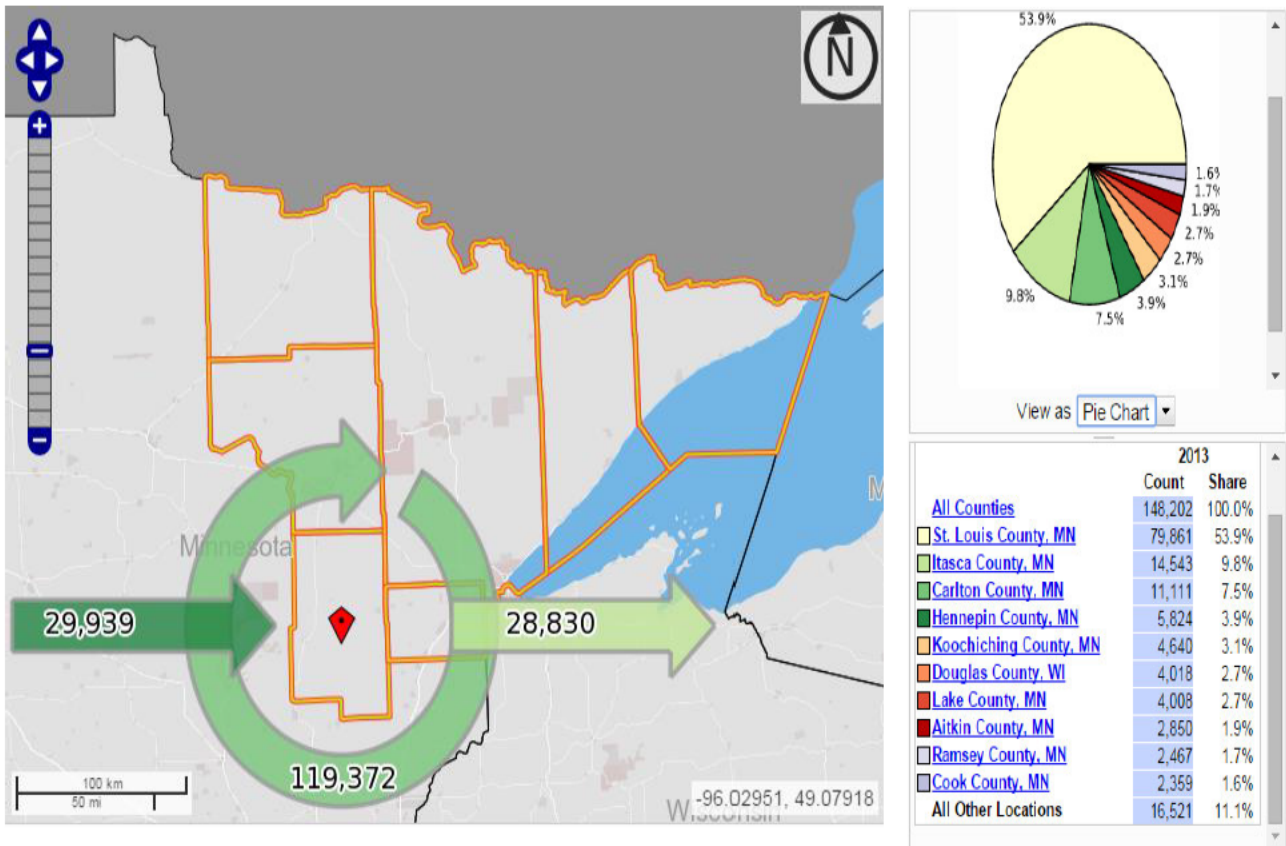 N
+
−
Minnesota
29,939
28,830
119,372
100 km
50 mi
-96.02951, 49.07918
Wisconsin
M
53.9%
1.6%
1.7%
1.9%
2.7%
2.7%
3.1%
3.9%
7.5%
9.8%
View as Pie Chart
2013
Count Share
All Counties 148,202 100.0%
St. Louis County, MN 79,861 53.9%
Itasca County, MN 14,543 9.8%
Carlton County, MN 11,111 7.5%
Hennepin County, MN 5,824 3.9%
Koochiching County, MN 4,640 3.1%
Douglas County, WI 4,018 2.7%
Lake County, MN 4,008 2.7%
Aitkin County, MN 2,850 1.9%
Ramsey County, MN 2,467 1.7%
Cook County, MN 2,359 1.6%
All Other Locations 16,521 11.1%